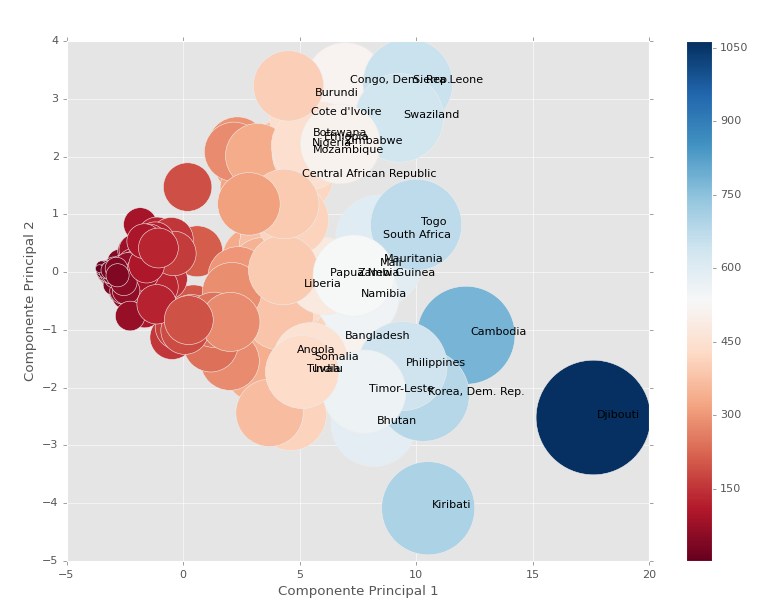 4
3
2
1
0
−1
−2
−3
−4
−5
−5
0
5
10
15
20
Componente Principal 2
Componente Principal 1
1050
900
750
600
450
300
150
Congo, Dem. Rep.
Sierra Leone
Burundi
Cote d'Ivoire
Swaziland
Botswana
Ethiopia
Nigeria
Zimbabwe
Mozambique
Central African Republic
Togo
South Africa
Mauritania
Mali
Papua New Guinea
Zambia
Liberia
Namibia
Cambodia
Bangladesh
Angola
Somalia
Philippines
Tuvalu
India
Timor-Leste
Korea, Dem. Rep.
Djibouti
Bhutan
Kiribati